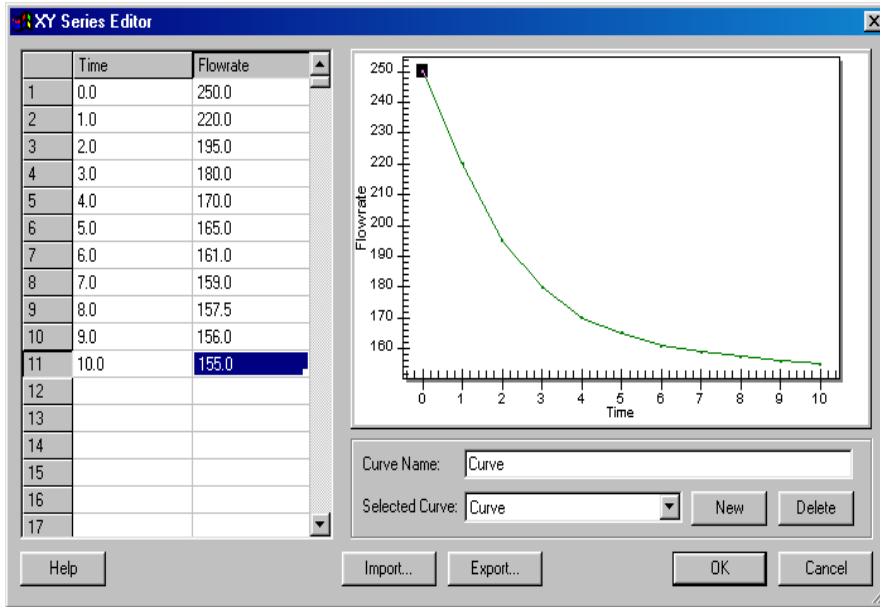 XY Series Editor
Time Flowrate
1 0.0 250.0
2 1.0 220.0
3 2.0 195.0
4 3.0 180.0
5 4.0 170.0
6 5.0 165.0
7 6.0 161.0
8 7.0 159.0
9 8.0 157.5
10 9.0 156.0
11 10.0 155.0
12
13
14
15
16
17
250
240
230
220
210
200
190
180
170
160
Flowrate
0 1 2 3 4 5 6 7 8 9 10
Time
Curve Name: Curve
Selected Curve: Curve New Delete
Help Import... Export... OK Cancel